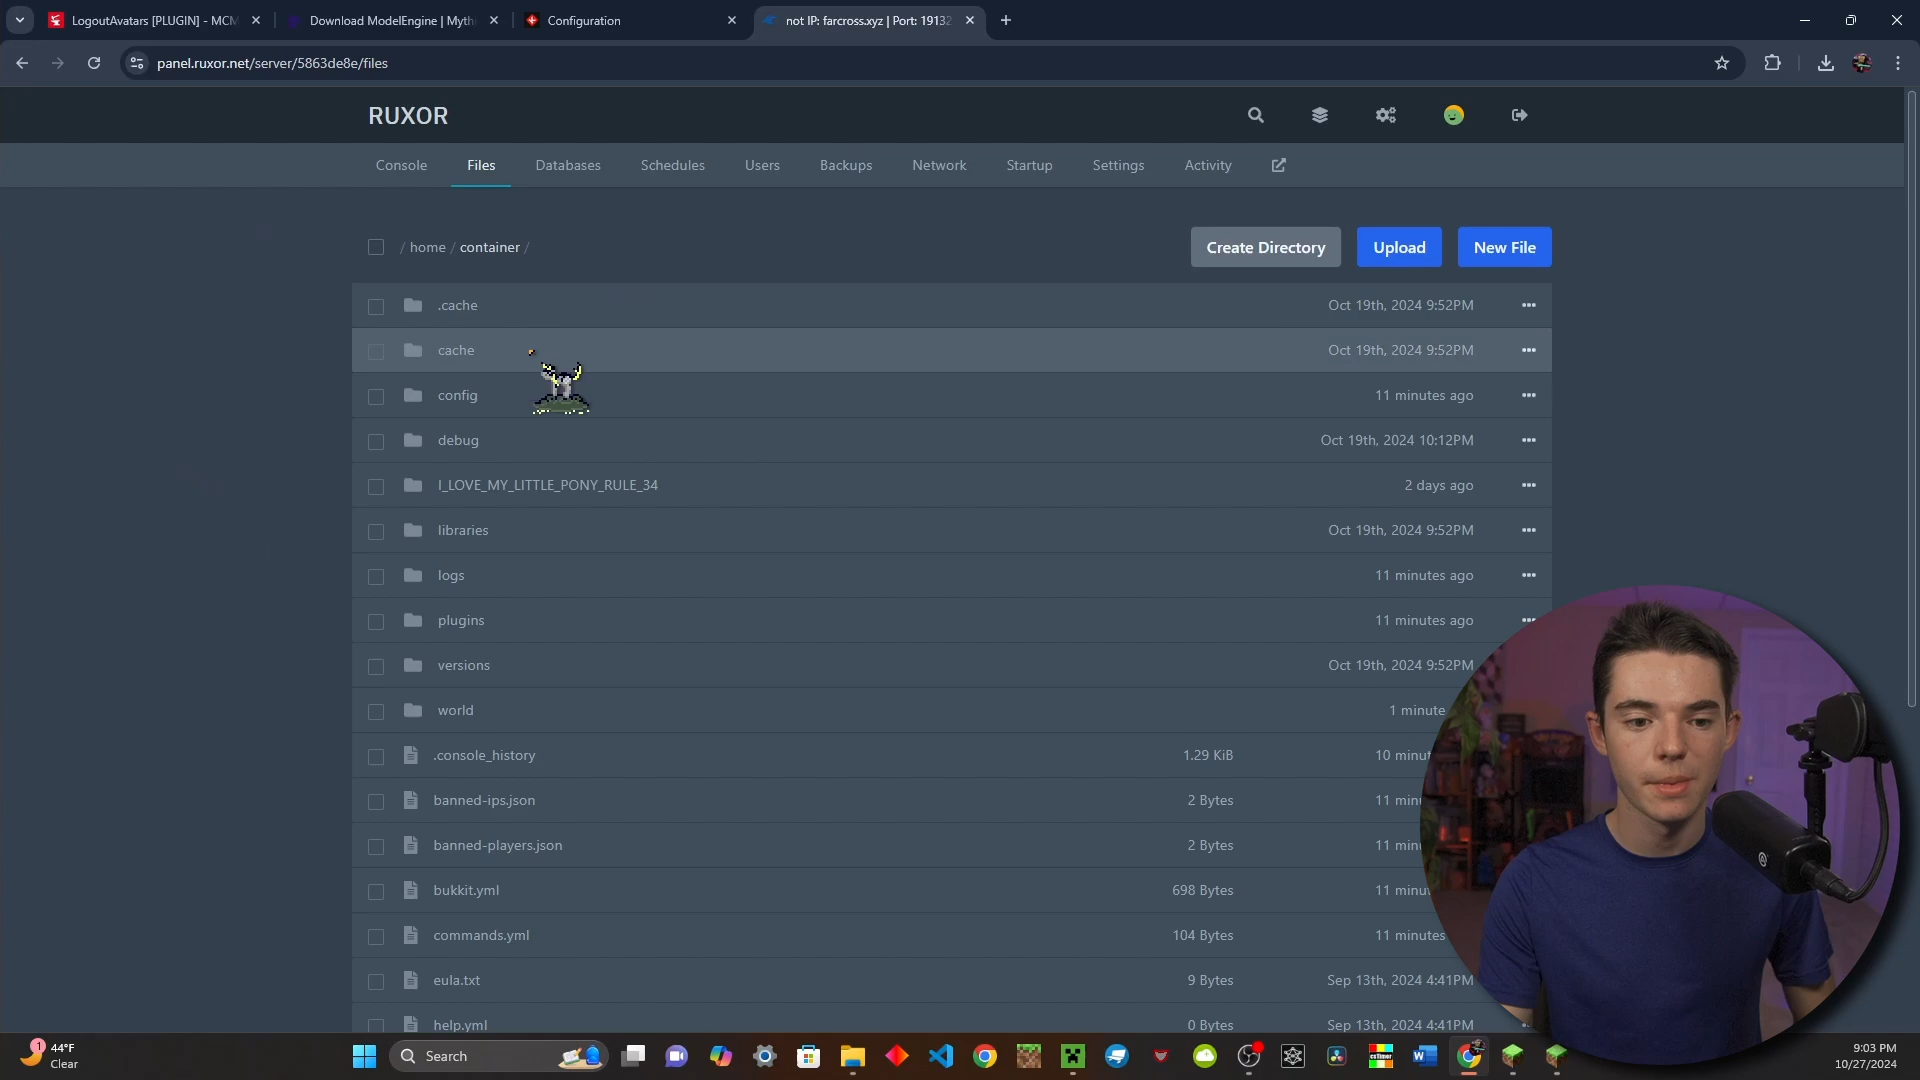 LogoutAvatars [PLUGIN] - MCM
Download ModelEngine | Myth
Configuration
not IP: farcross.xyz | Port: 19132
panel.ruxor.net/server/5863de8e/files
RUXOR
Console Files Databases Schedules Users Backups Network Startup Settings Activity
/ home / container /
Create Directory Upload New File
.cache Oct 19th, 2024 9:52PM
cache Oct 19th, 2024 9:52PM
config 11 minutes ago
debug Oct 19th, 2024 10:12PM
I_LOVE_MY_LITTLE_PONY_RULE_34 2 days ago
libraries Oct 19th, 2024 9:52PM
logs 11 minutes ago
plugins 11 minutes ago
versions Oct 19th, 2024 9:52PM
world 1 minute
.console_history 1.29 KiB 10 minut
banned-ips.json 2 Bytes 11 minu
banned-players.json 2 Bytes 11 minu
bukkit.yml 698 Bytes 11 minu
commands.yml 104 Bytes 11 minutes
eula.txt 9 Bytes Sep 13th, 2024 4:41PM
help.yml 0 Bytes Sep 13th, 2024 4:41PM
1
44°F
Clear
Search
csTimer
W
9:03 PM
10/27/2024